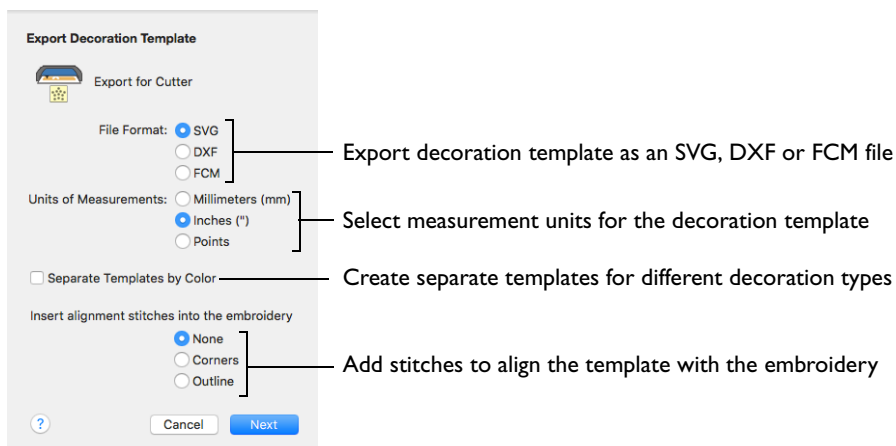 Export Decoration Template
Export for Cutter
File Format: SVG
DXF
FCM
Export decoration template as an SVG, DXF or FCM file
Units of Measurements: Millimeters (mm)
Inches (")
Points
Select measurement units for the decoration template
Separate Templates by Color
Create separate templates for different decoration types
Insert alignment stitches into the embroidery
None
Corners
Outline
Add stitches to align the template with the embroidery
? Cancel Next